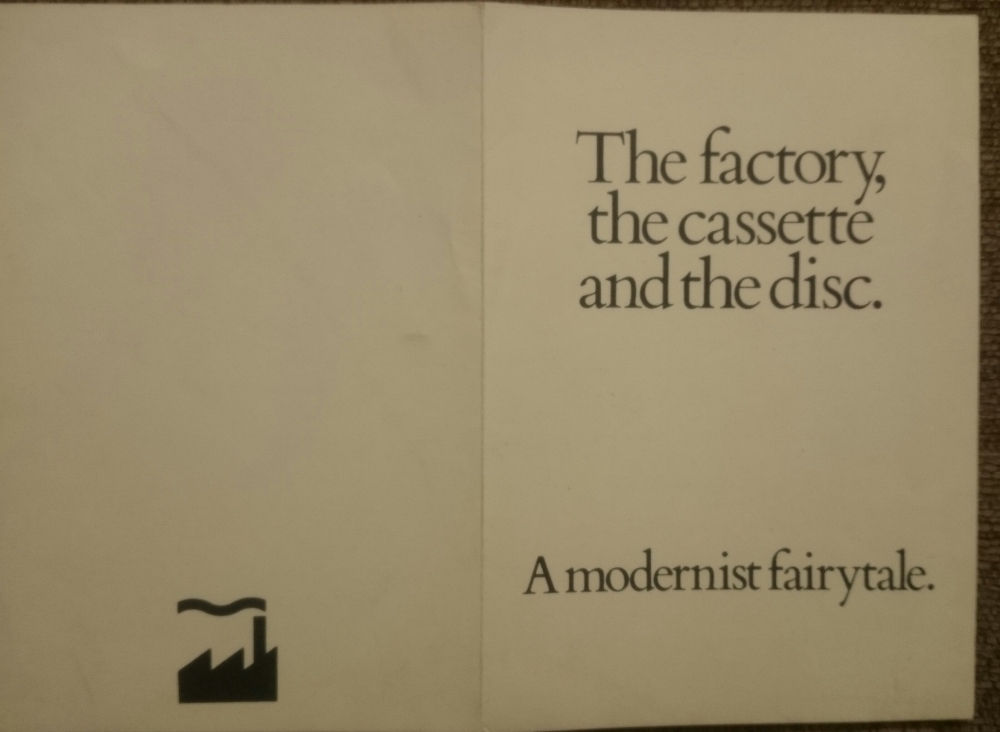 The factory,
the cassette
and the disc.
A modernist fairytale.